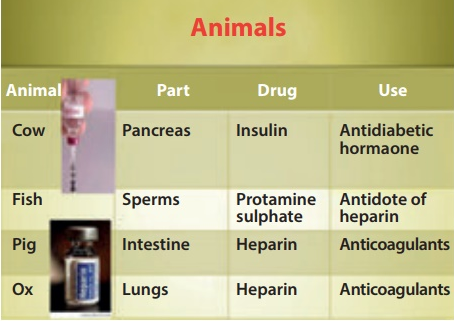 Animals
Animal Part Drug Use
Cow Pancreas Insulin Antidiabetic
hormaone
Fish Sperms Protamine Antidote of
sulphate heparin
Pig Intestine Heparin Anticoagulants
Ox Lungs Heparin Anticoagulants
Heparin